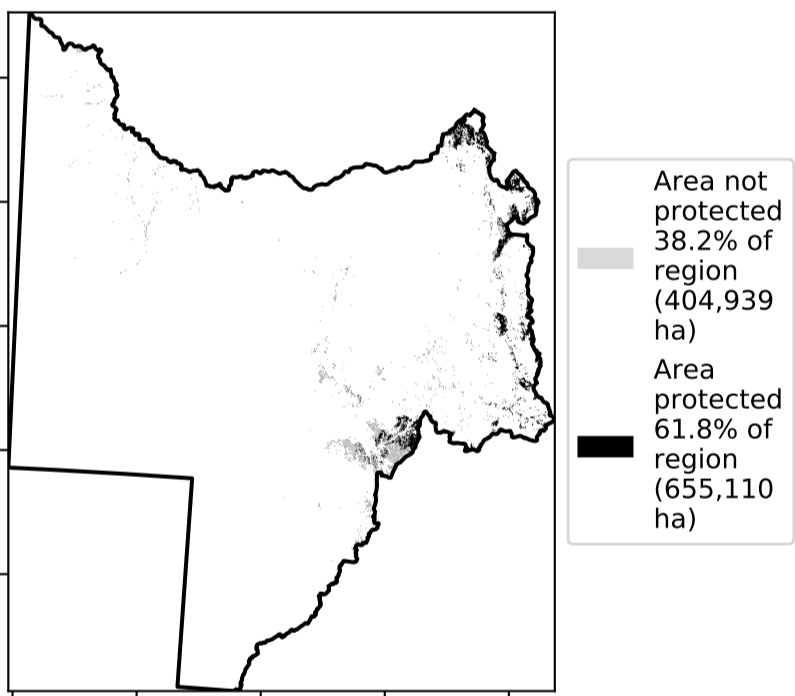 Area not
protected
38.2% of
region
(404,939
ha)
Area
protected
61.8% of
region
(655,110
ha)